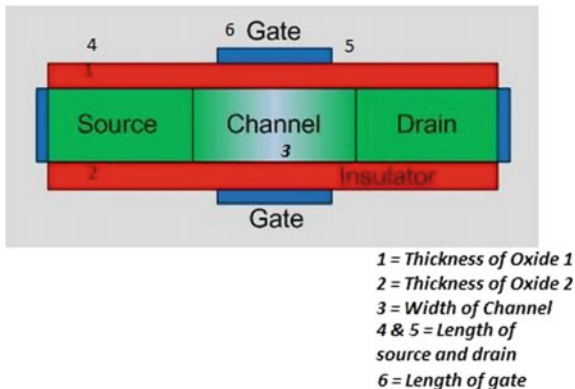 6 Gate
4 5
1
Source Channel Drain
3
2 Insulator
Gate
1 = Thickness of Oxide 1
2 = Thickness of Oxide 2
3 = Width of Channel
4 & 5 = Length of
source and drain
6 = Length of gate